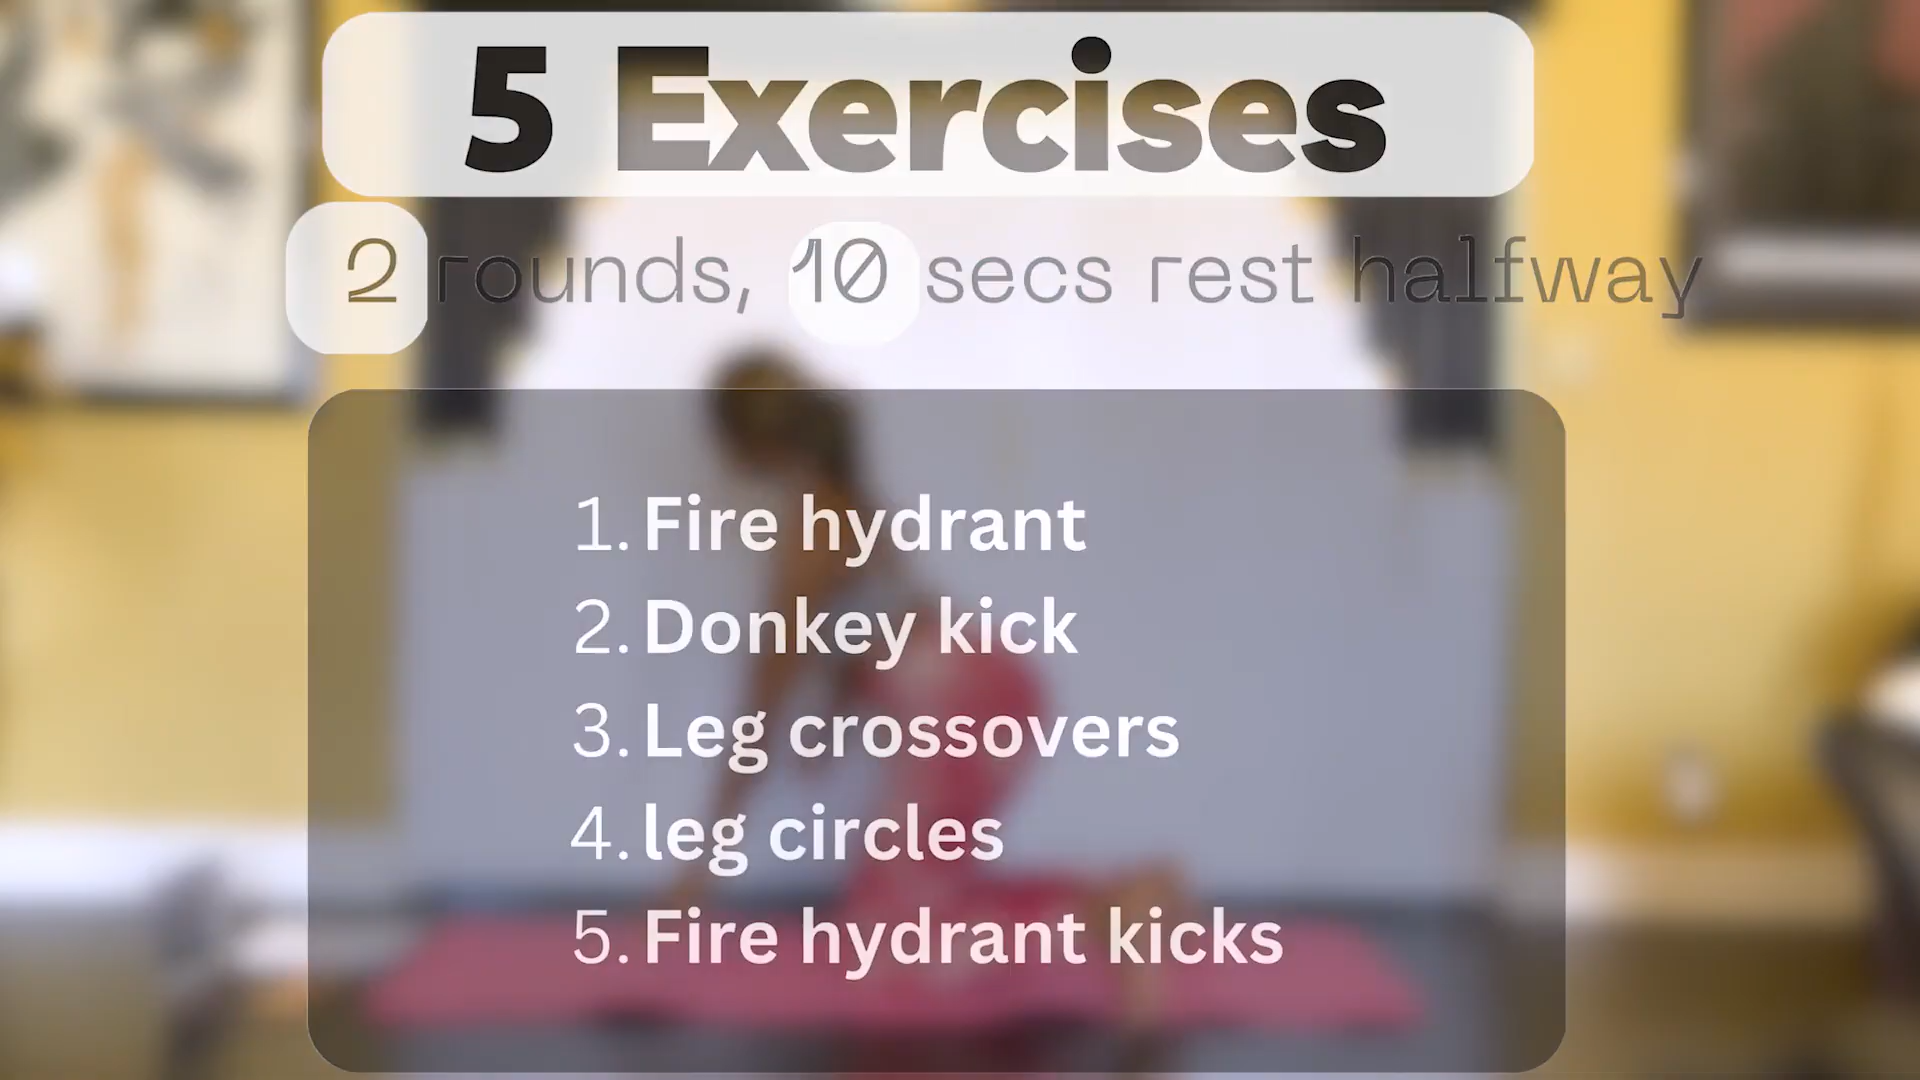 5 Exercises
2 rounds, 10 secs rest halfway
1. Fire hydrant
2. Donkey kick
3. Leg crossovers
4. leg circles
5. Fire hydrant kicks